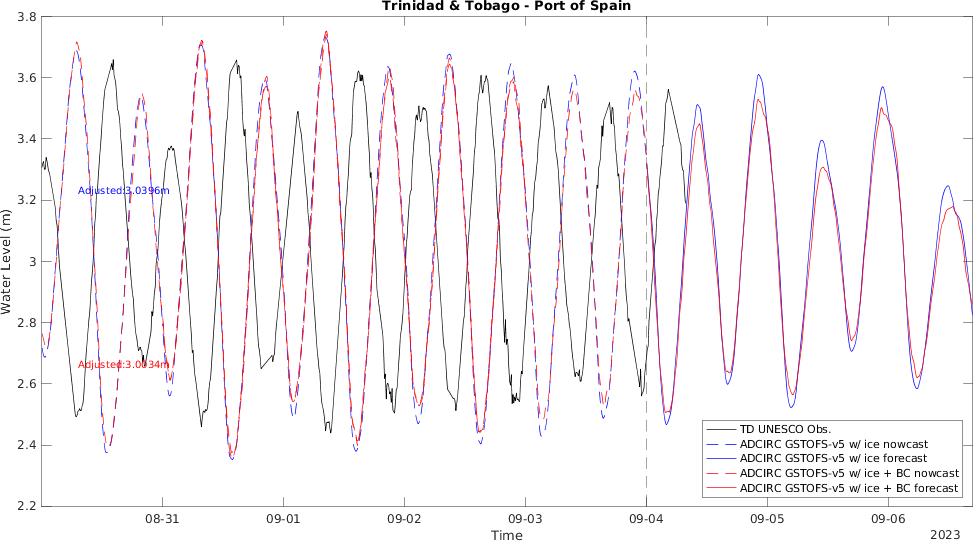 Trinidad & Tobago - Port of Spain
3.8
3.6
3.4
3.2
3
2.8
2.6
2.4
2.2
Water Level (m)
Adjusted:3.0396m
Adjusted:3.0034m
TD UNESCO Obs.
ADCIRC GSTOFS-v5 w/ ice nowcast
ADCIRC GSTOFS-v5 w/ ice forecast
ADCIRC GSTOFS-v5 w/ ice + BC nowcast
ADCIRC GSTOFS-v5 w/ ice + BC forecast
08-31 09-01 09-02 09-03 09-04 09-05 09-06
Time
2023